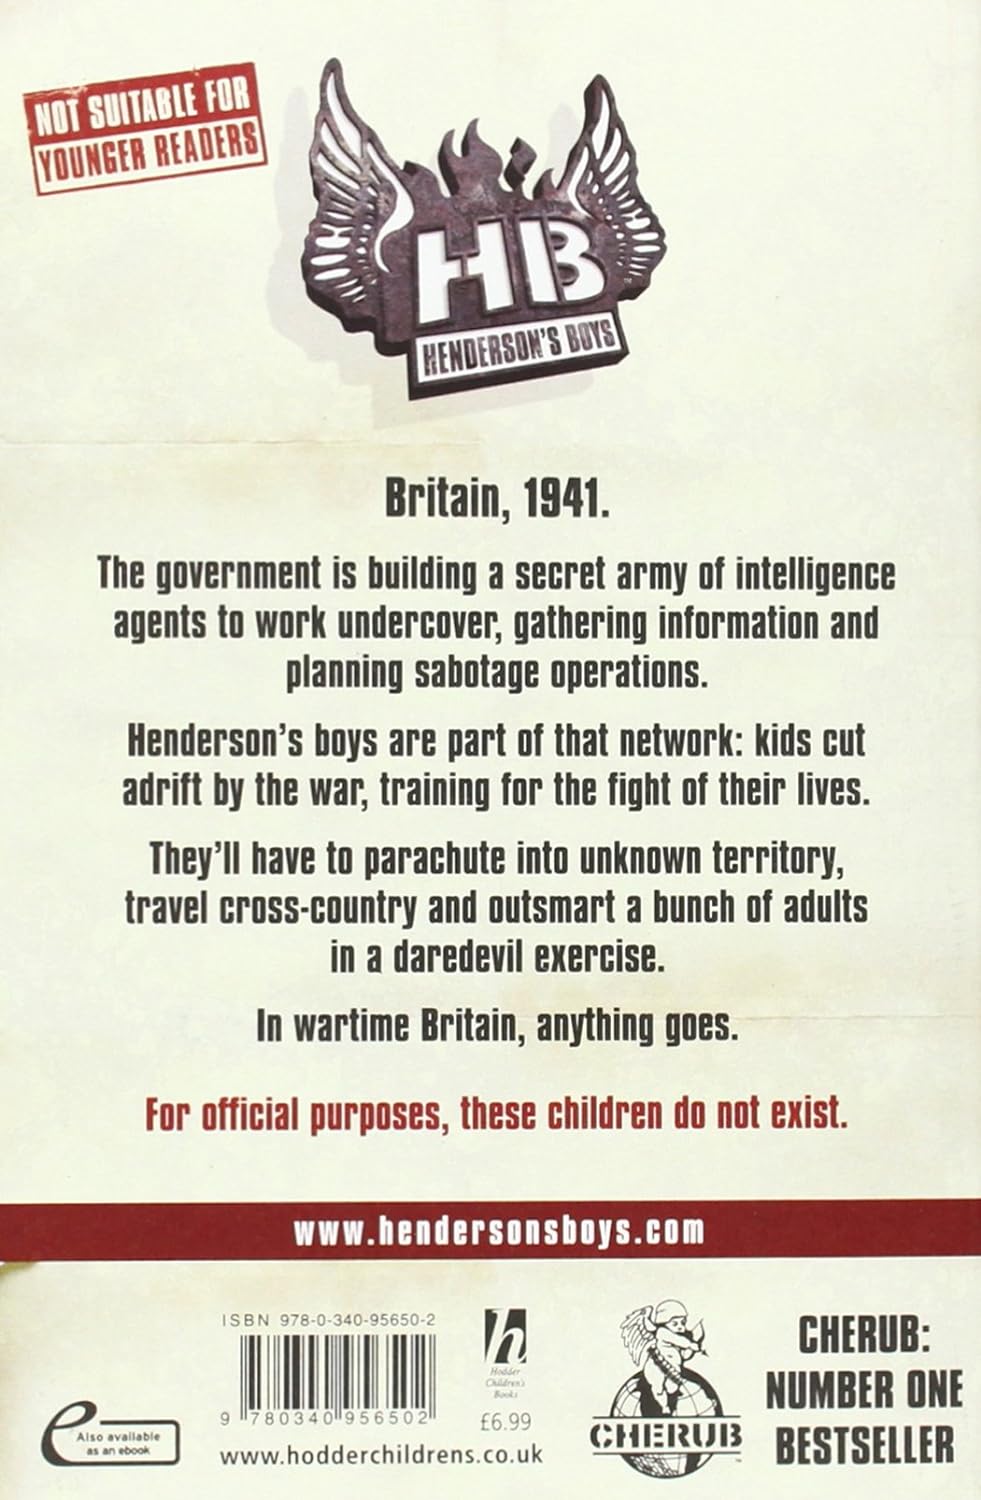 NOT SUITABLE FOR
YOUNGER READERS
HB
™
HENDERSON'S BOYS
Britain, 1941.
The government is building a secret army of intelligence
agents to work undercover, gathering information and
planning sabotage operations.
Henderson's boys are part of that network: kids cut
adrift by the war, training for the fight of their lives.
They'll have to parachute into unknown territory,
travel cross-country and outsmart a bunch of adults
in a daredevil exercise.
In wartime Britain, anything goes.
For official purposes, these children do not exist.
www.hendersonsboys.com
ISBN 978-0-340-95650-2
9 780340 956502
h
Hodder
Children's
Books
£6.99
www.hodderchildrens.co.uk
e
Also available
as an ebook
CHERUB
™
CHERUB:
NUMBER ONE
BESTSELLER